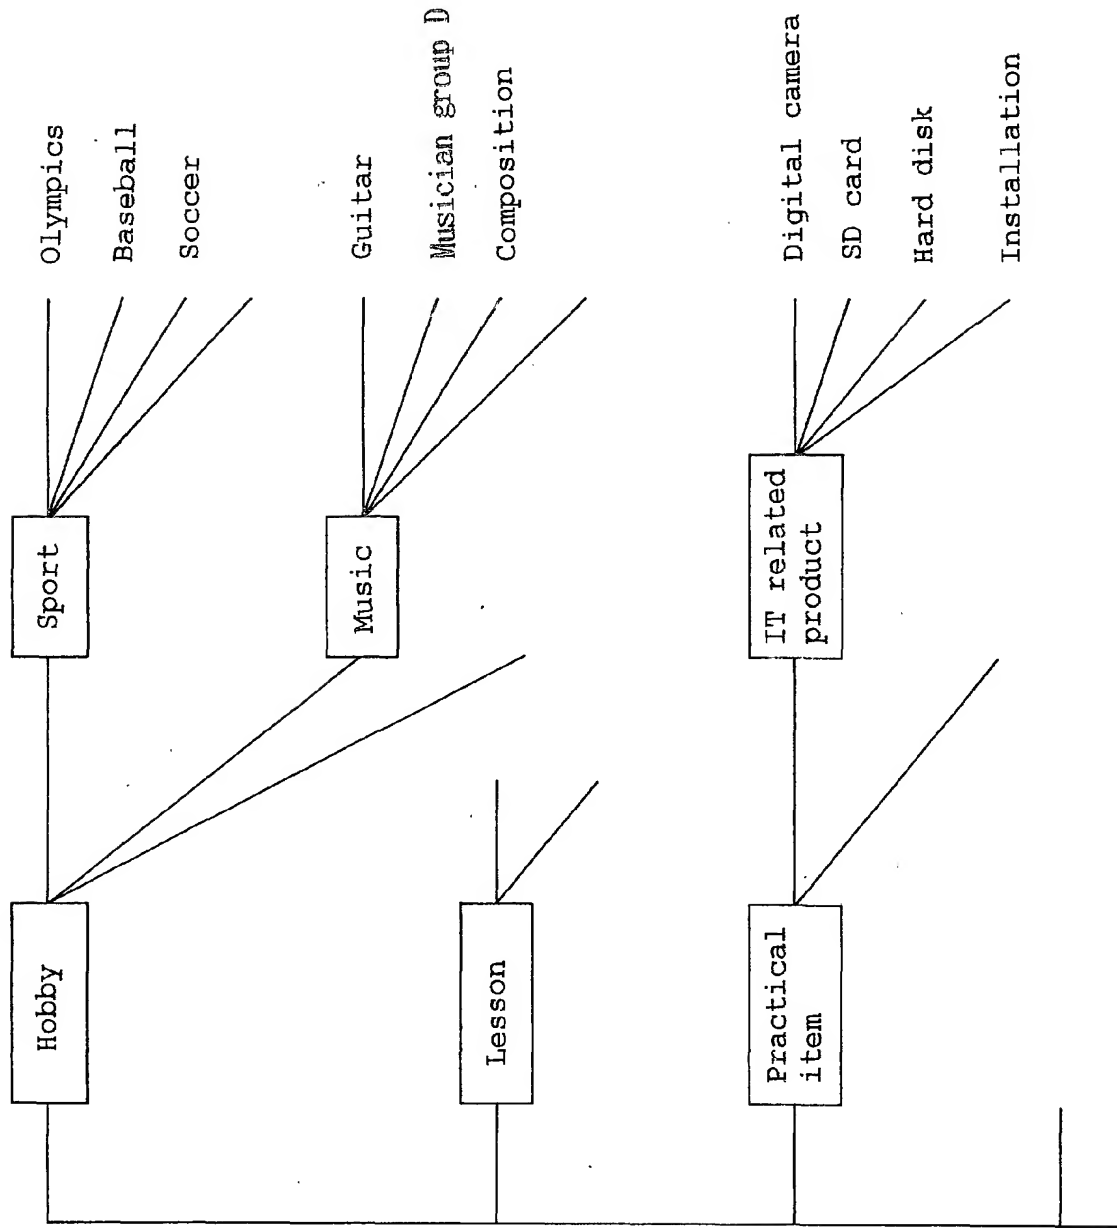 Hobby
Sport
Olympics
Baseball
Soccer
Music
Guitar
Musician group D
Composition
Lesson
Practical
item
IT related
product
Digital camera
SD card
Hard disk
Installation